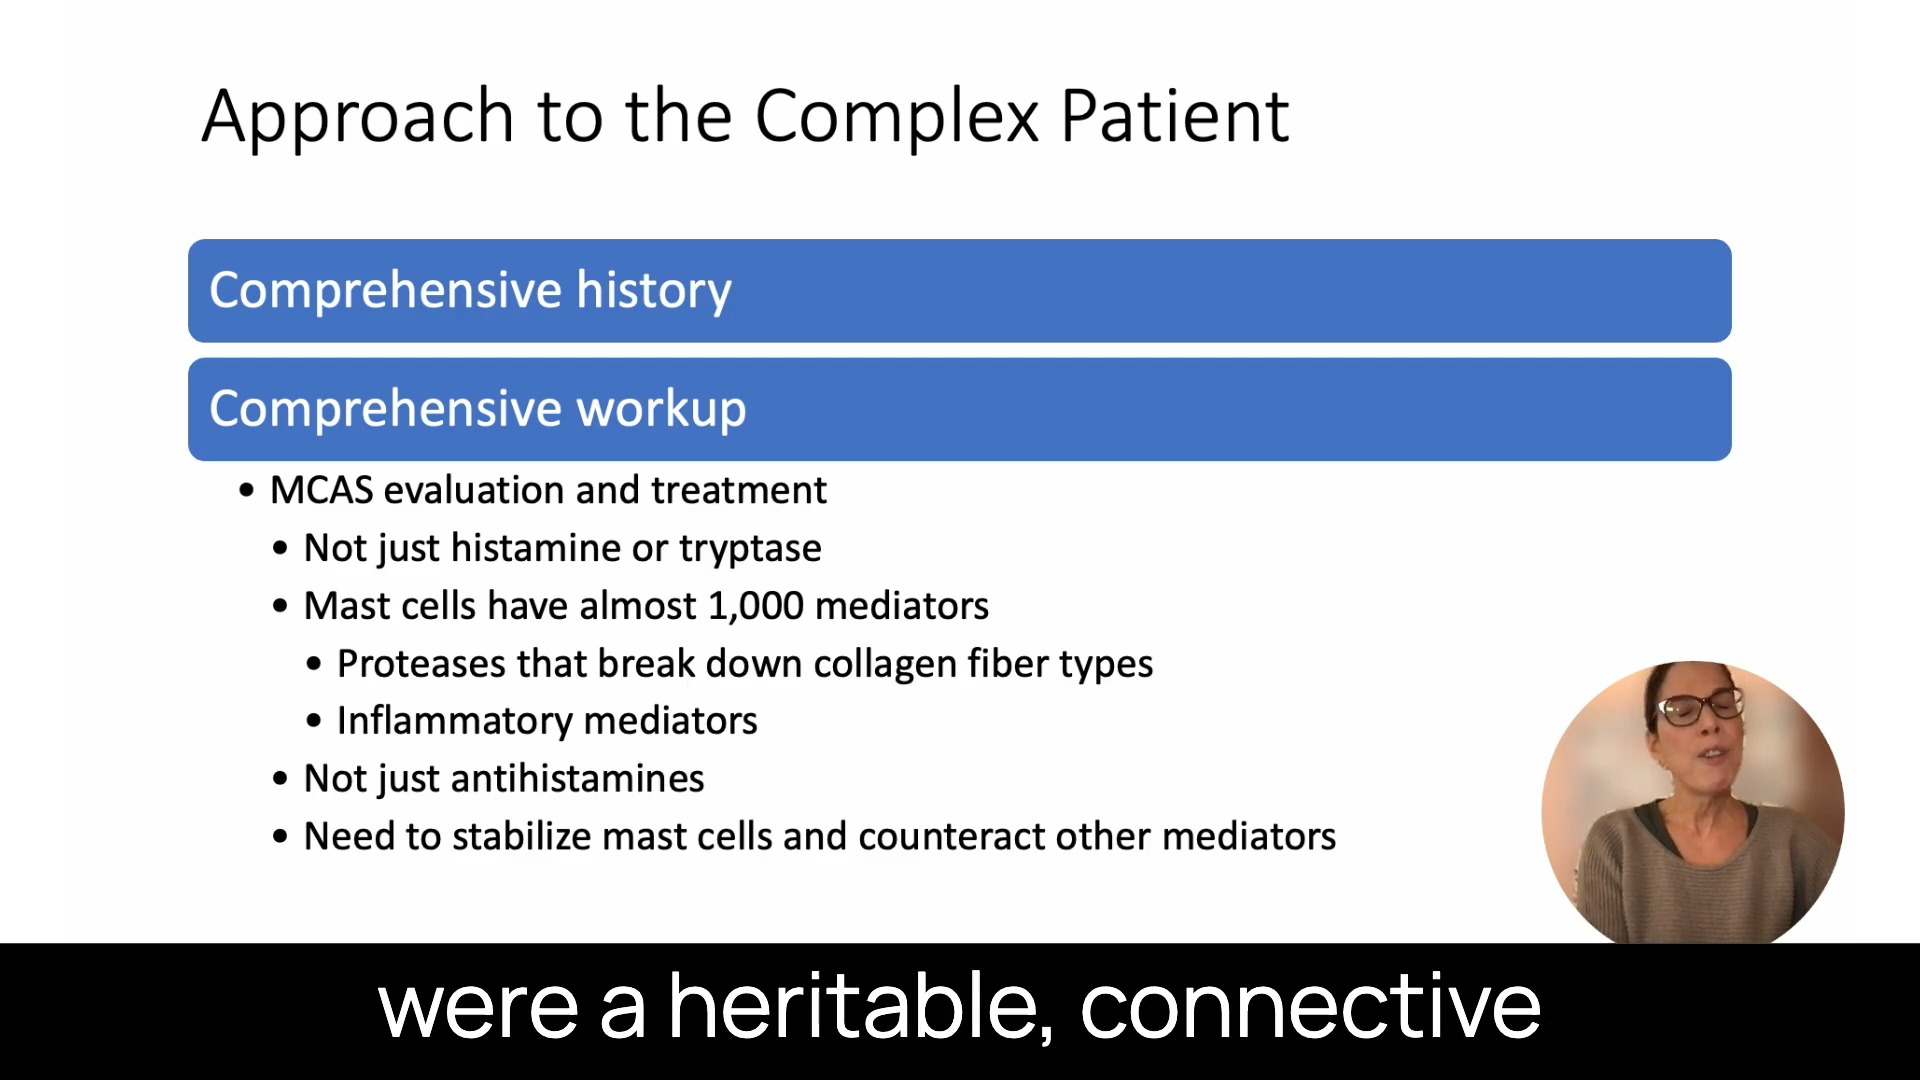 Approach to the Complex Patient
Comprehensive history
Comprehensive workup
• MCAS evaluation and treatment
• Not just histamine or tryptase
• Mast cells have almost 1,000 mediators
• Proteases that break down collagen fiber types
• Inflammatory mediators
• Not just antihistamines
• Need to stabilize mast cells and counteract other mediators
were a heritable, connective